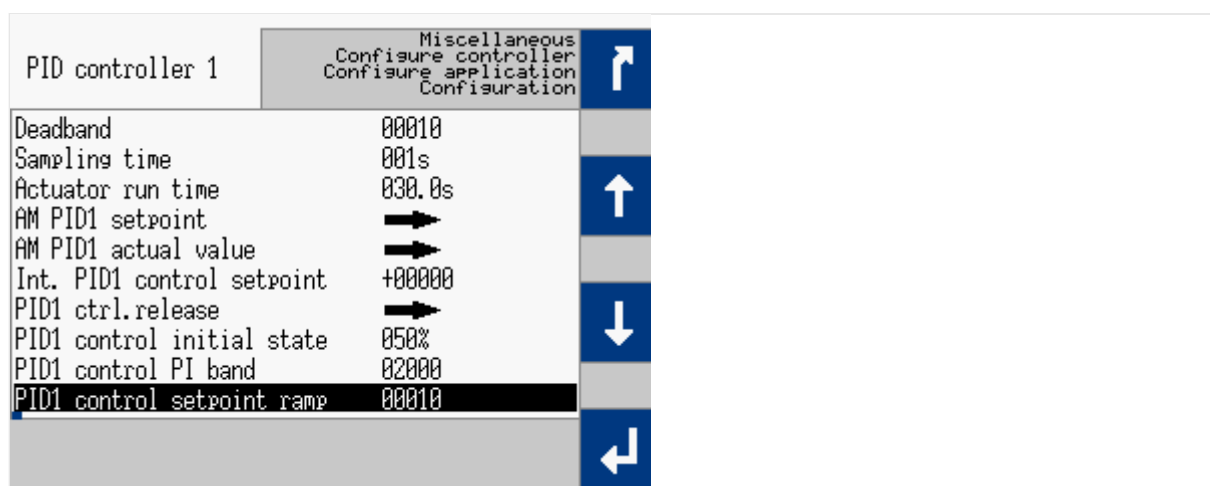 PID controller 1
Miscellaneous
Configure controller
Configure application
Configuration
Deadband 00010
Sampling time 001s
Actuator run time 030.0s
AM PID1 setpoint
AM PID1 actual value
Int. PID1 control setpoint +00000
PID1 ctrl.release
PID1 control initial state 050%
PID1 control PI band 02000
PID1 control setpoint ramp 00010